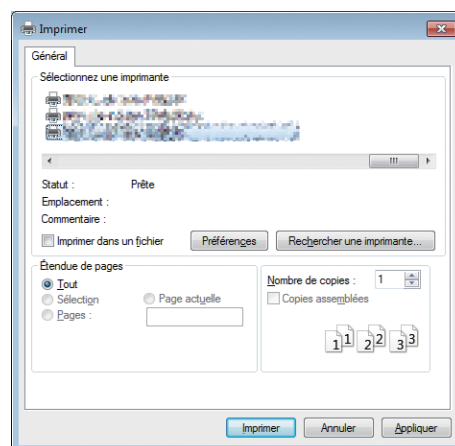 Imprimer
Général
Sélectionnez une imprimante
Statut : Prête
Emplacement :
Commentaire :
Imprimer dans un fichier Préférences Rechercher une imprimante...
Étendue de pages
Tout
Sélection Page actuelle
Pages :
Nombre de copies : 1
Copies assemblées
1 1 2 2 3 3
Imprimer Annuler Appliquer